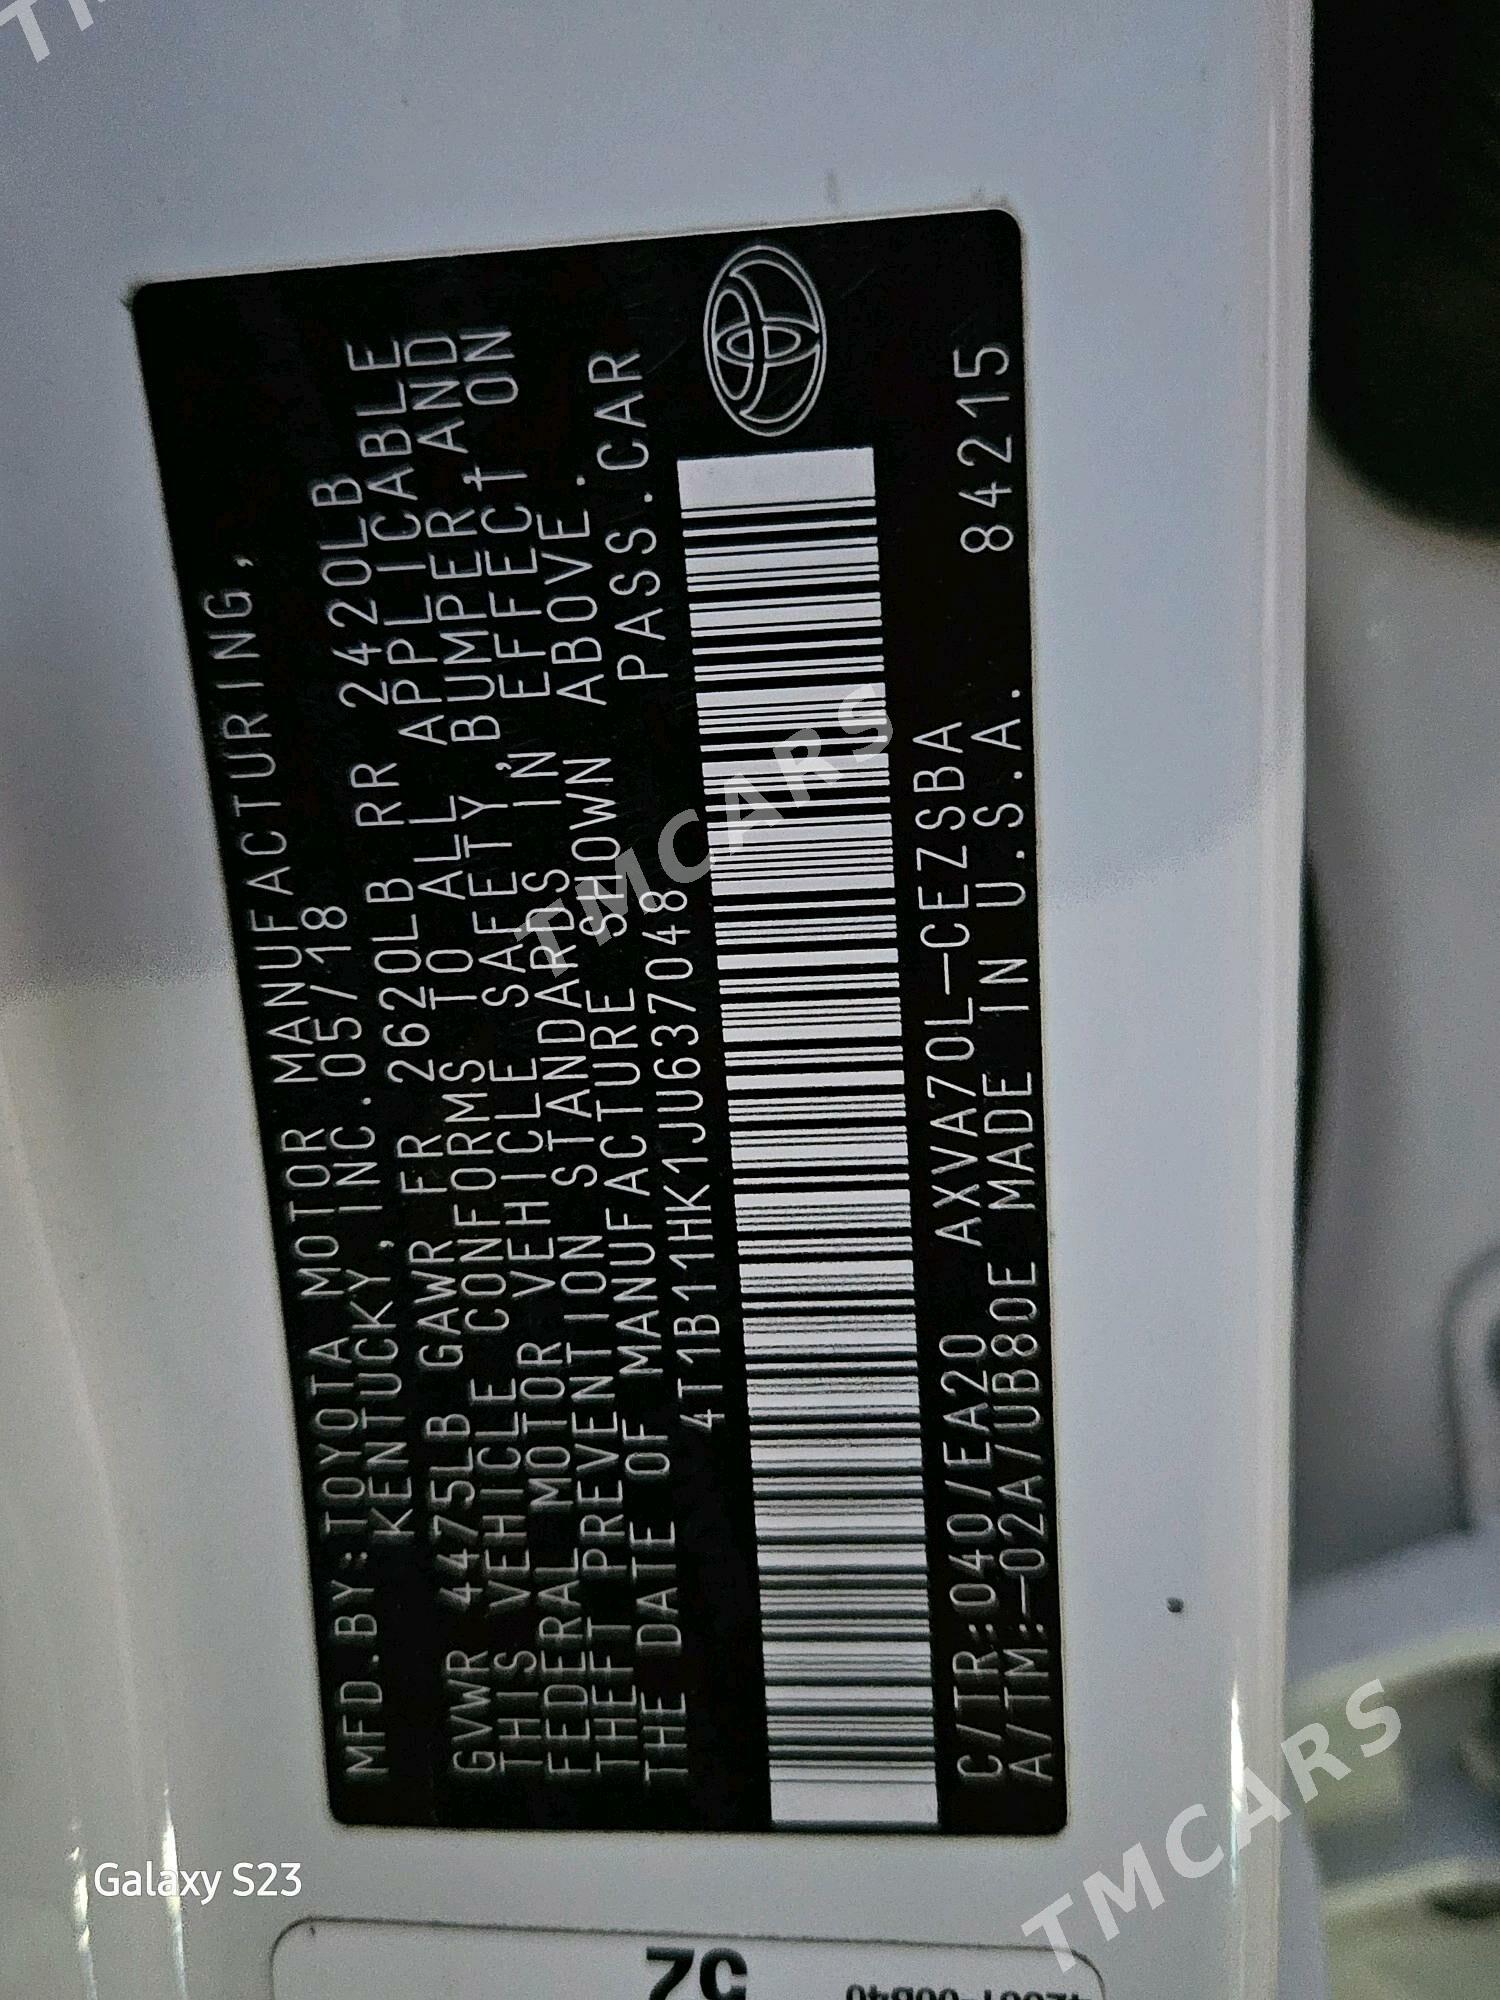 MFD.BY:TOYOTA MOTOR MANUFACTURING,
KENTUCKY, INC. 05/18
GVWR 4475LB GAWR FR 2620LB RR 2420LB
THIS VEHICLE CONFORMS TO ALL APPLICABLE
FEDERAL MOTOR VEHICLE SAFETY, BUMPER AND
THEFT PREVENTION STANDARDS IN EFFECT ON
THE DATE OF MANUFACTURE SHOWN ABOVE.
4T1B11HK1JU637048 PASS.CAR
C/TR:040/EA20 AXVA70L-CEZSBA 84215
A/TM:-02A/UB80E MADE IN U.S.A.
TMCARS
TMCARS
Galaxy S23
52